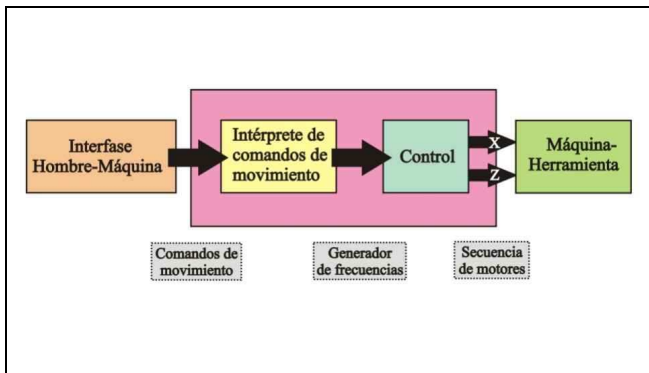 Interfase
Hombre-Máquina
Intérprete de
comandos de
movimiento
Control
X
Z
Máquina-
Herramienta
Comandos de
movimiento
Generador
de frecuencias
Secuencia
de motores